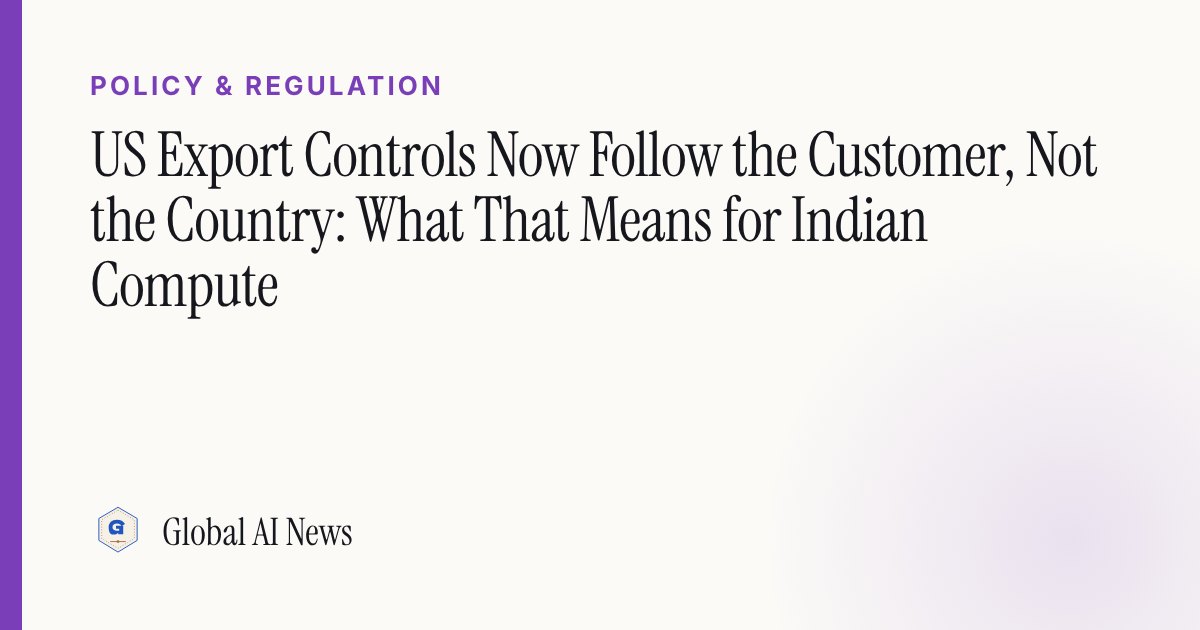 POLICY & REGULATION
US Export Controls Now Follow the Customer, Not
the Country: What That Means for Indian
Compute
G
Global AI News